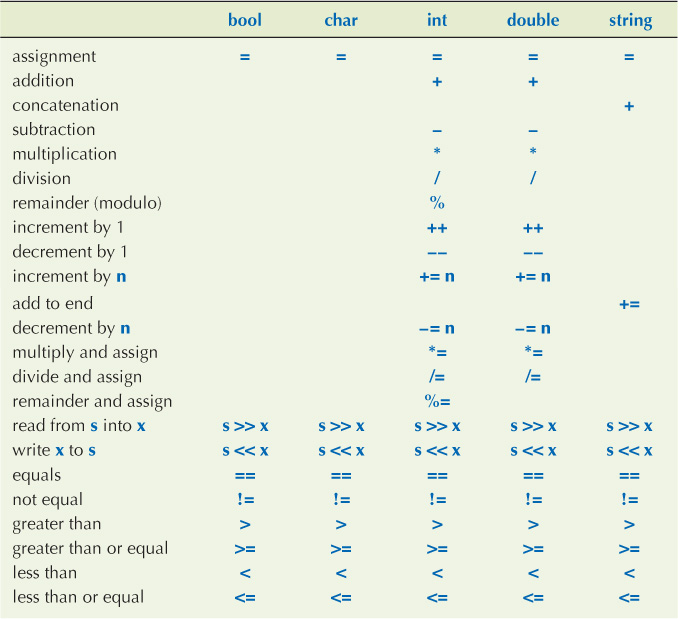 bool char int double string
assignment = = = = =
addition + +
concatenation +
subtraction – –
multiplication * *
division / /
remainder (modulo) %
increment by 1 ++ ++
decrement by 1 –– ––
increment by n += n += n
add to end +=
decrement by n –= n –= n
multiply and assign *= *=
divide and assign /= /=
remainder and assign %=
read from s into x s >> x s >> x s >> x s >> x s >> x
write x to s s << x s << x s << x s << x s << x
equals == == == == ==
not equal != != != != !=
greater than > > > > >
greater than or equal >= >= >= >= >=
less than < < < < <
less than or equal <= <= <= <= <=